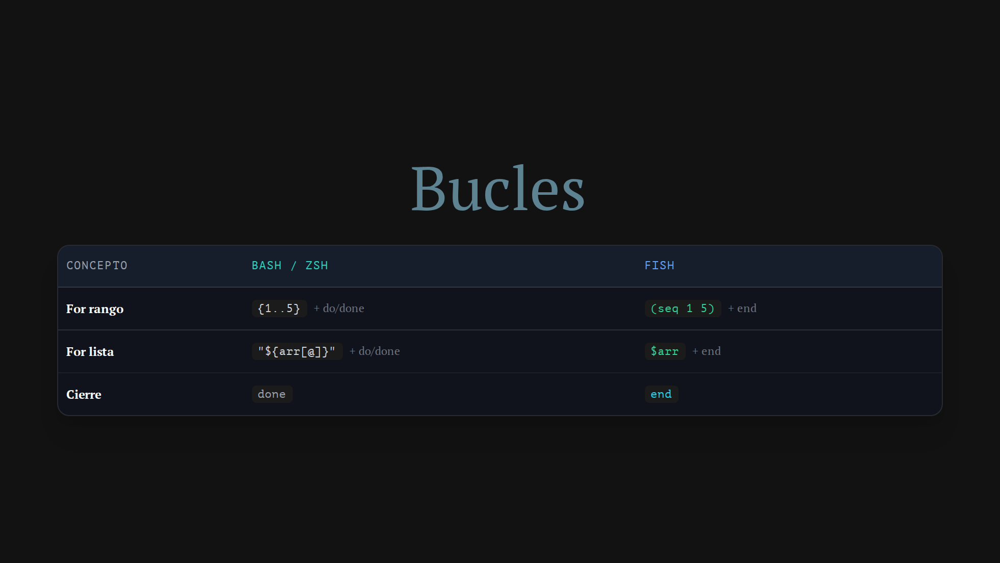 Bucles
CONCEPTO BASH / ZSH FISH
For rango {1..5} + do/done (seq 1 5) + end
For lista "${arr[@]}" + do/done $arr + end
Cierre done end